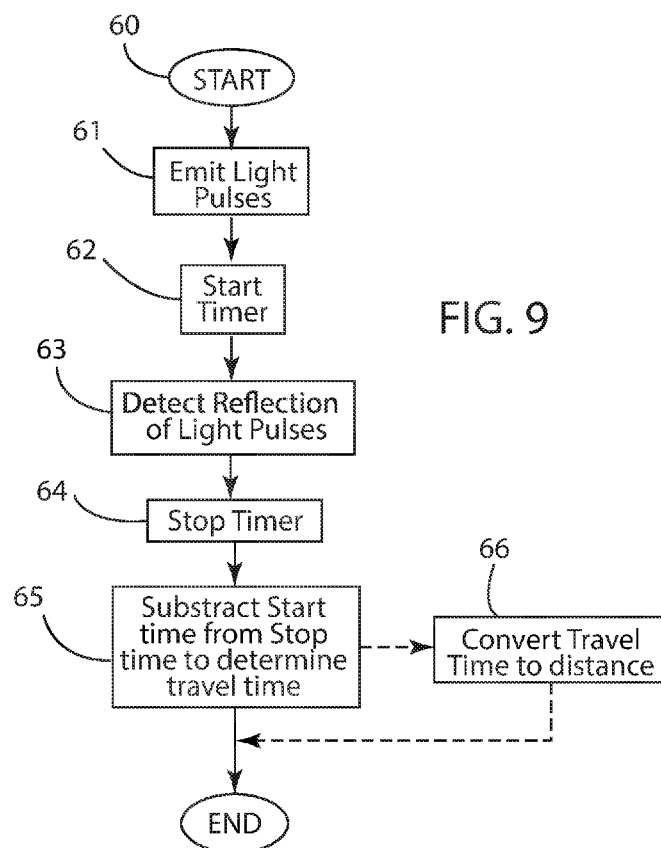 60
START
61
Emit Light
Pulses
62
Start
Timer
FIG. 9
63
Detect Reflection
of Light Pulses
64
Stop Timer
65
Substract Start
time from Stop
time to determine
travel time
66
Convert Travel
Time to distance
END